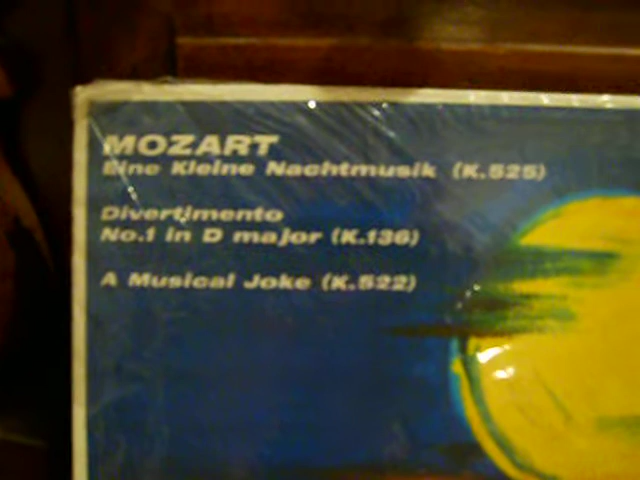 MOZART
Eine Kleine Nachtmusik (K.525)
Divertimento
No.1 in D major (K.136)
A Musical Joke (K.522)